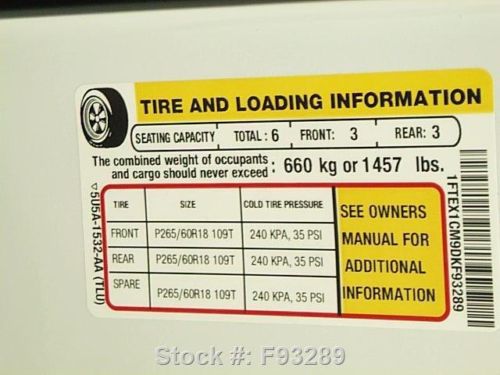 TIRE AND LOADING INFORMATION
SEATING CAPACITY TOTAL : 6 FRONT: 3 REAR: 3
The combined weight of occupants
and cargo should never exceed : 660 kg or 1457 lbs.
TIRE SIZE COLD TIRE PRESSURE
FRONT P265/60R18 109T 240 KPA, 35 PSI
REAR P265/60R18 109T 240 KPA, 35 PSI
SPARE P265/60R18 109T 240 KPA, 35 PSI
SEE OWNERS
MANUAL FOR
ADDITIONAL
INFORMATION
5U5A-1532-AA (TLU)
1FTEX1CM9DKF93289
Stock #: F93289